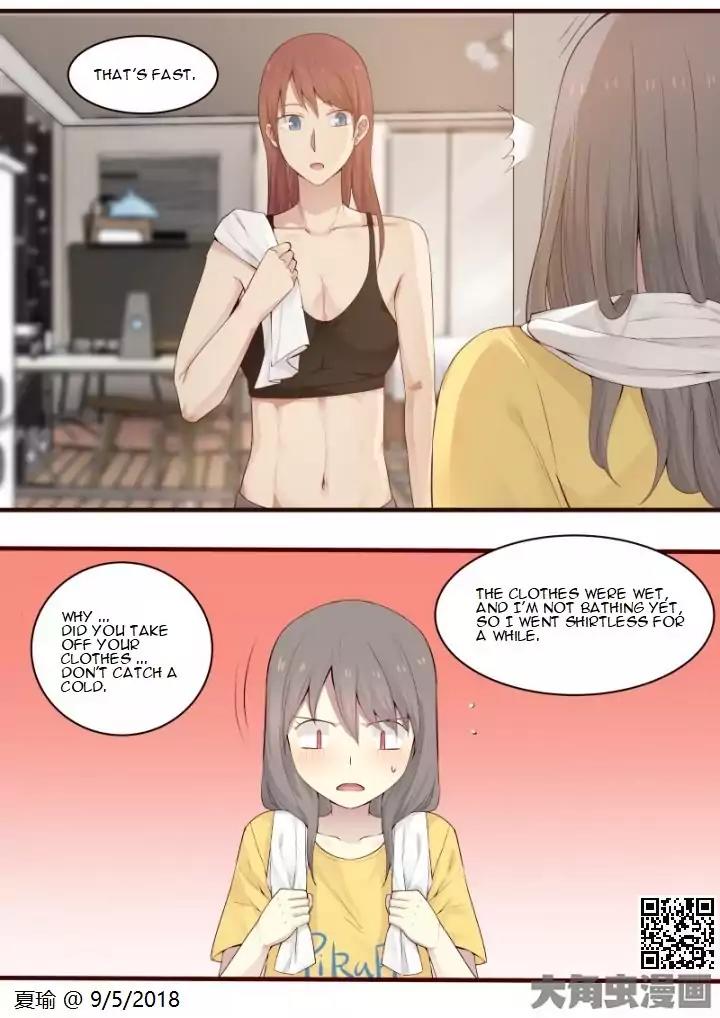 THAT'S FAST.
THE CLOTHES WERE WET,
AND I'M NOT BATHING YET,
SO I WENT SHIRTLESS FOR
A WHILE.
WHY ...
DID YOU TAKE
OFF YOUR
CLOTHES ...
DON'T CATCH A
COLD.
PikaP
大角虫漫画
夏瑜 @ 9/5/2018